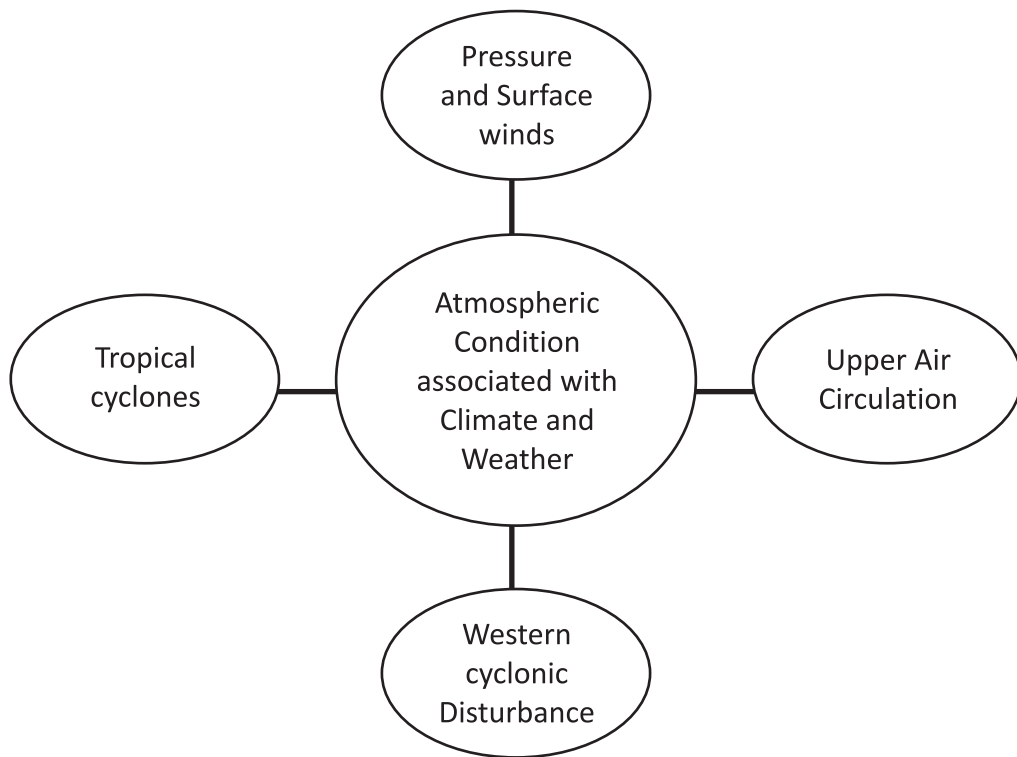 Pressure
and Surface
winds
Tropical
cyclones
Atmospheric
Condition
associated with
Climate and
Weather
Upper Air
Circulation
Western
cyclonic
Disturbance